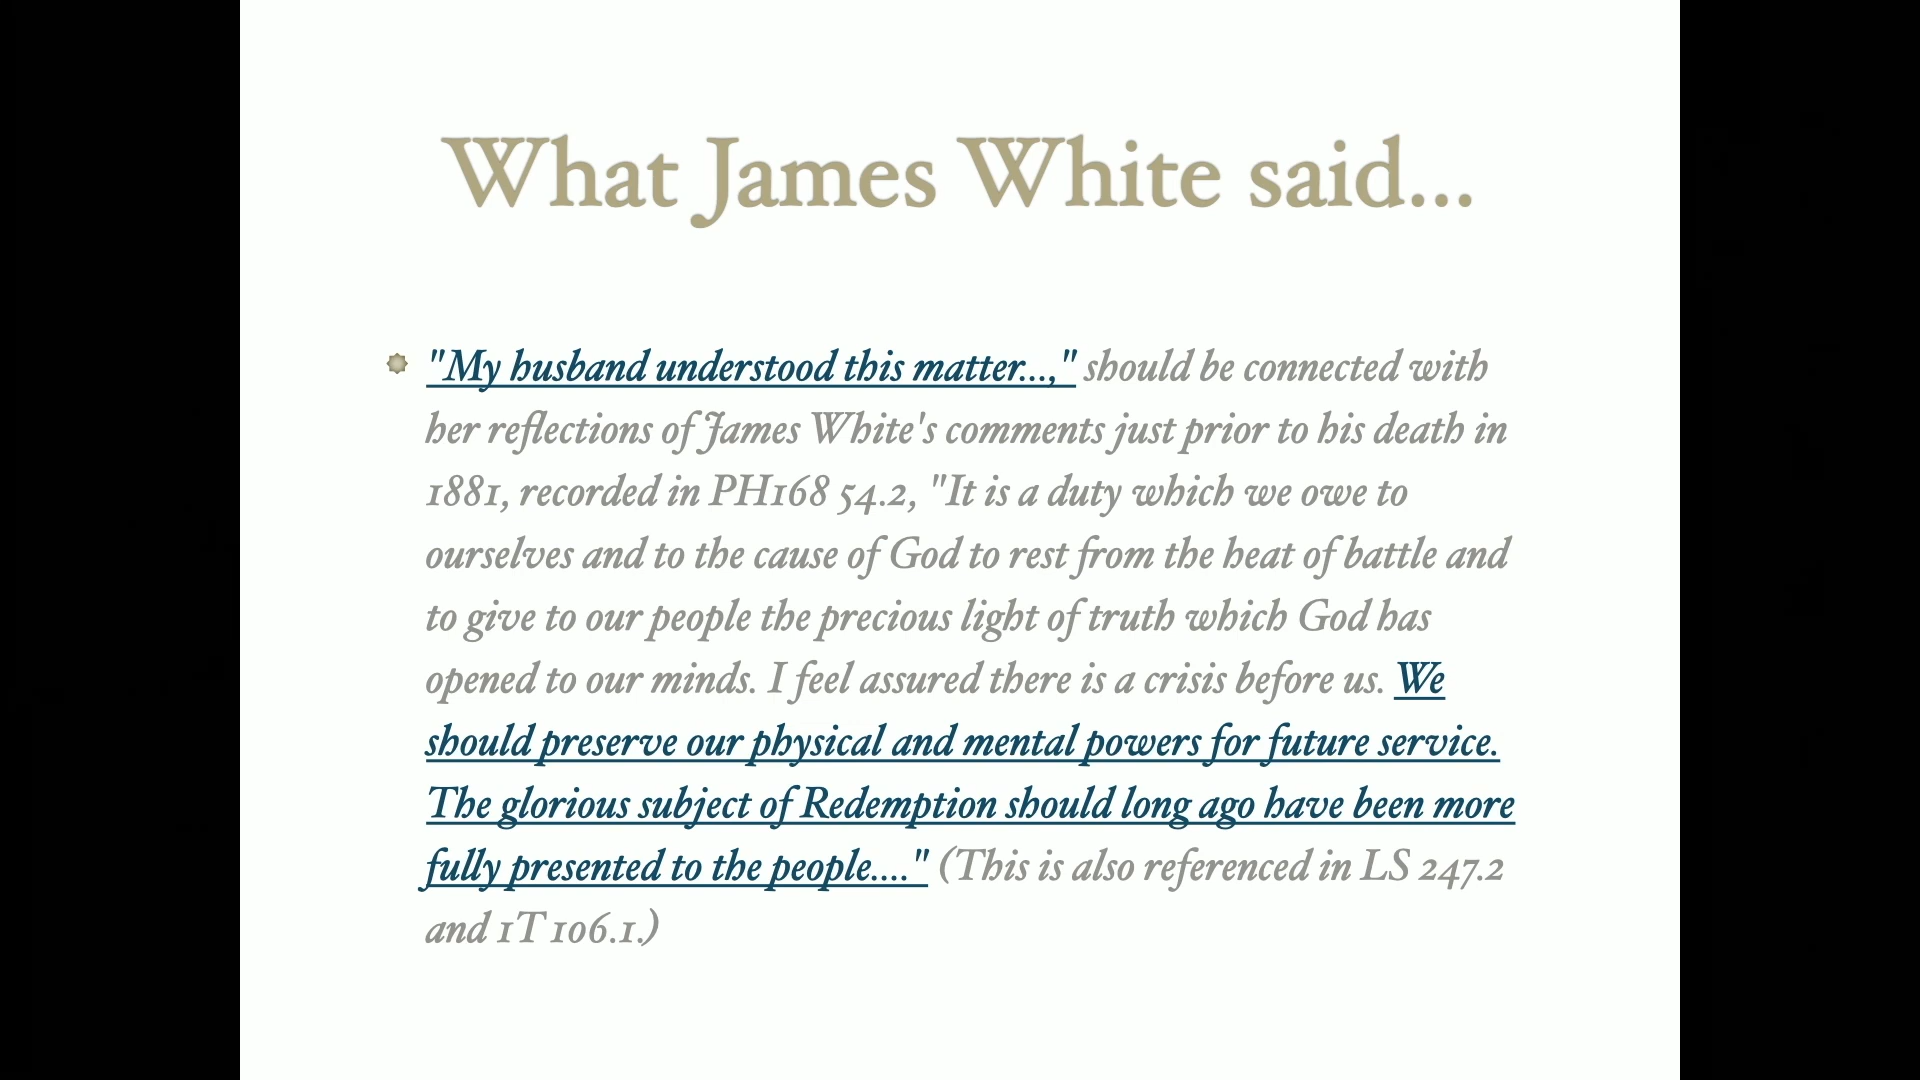 What James White said...
"My husband understood this matter...," should be connected with
her reflections of James White's comments just prior to his death in
1881, recorded in PH168 54.2, "It is a duty which we owe to
ourselves and to the cause of God to rest from the heat of battle and
to give to our people the precious light of truth which God has
opened to our minds. I feel assured there is a crisis before us. We
should preserve our physical and mental powers for future service.
The glorious subject of Redemption should long ago have been more
fully presented to the people...." (This is also referenced in LS 247.2
and 1T 106.1.)